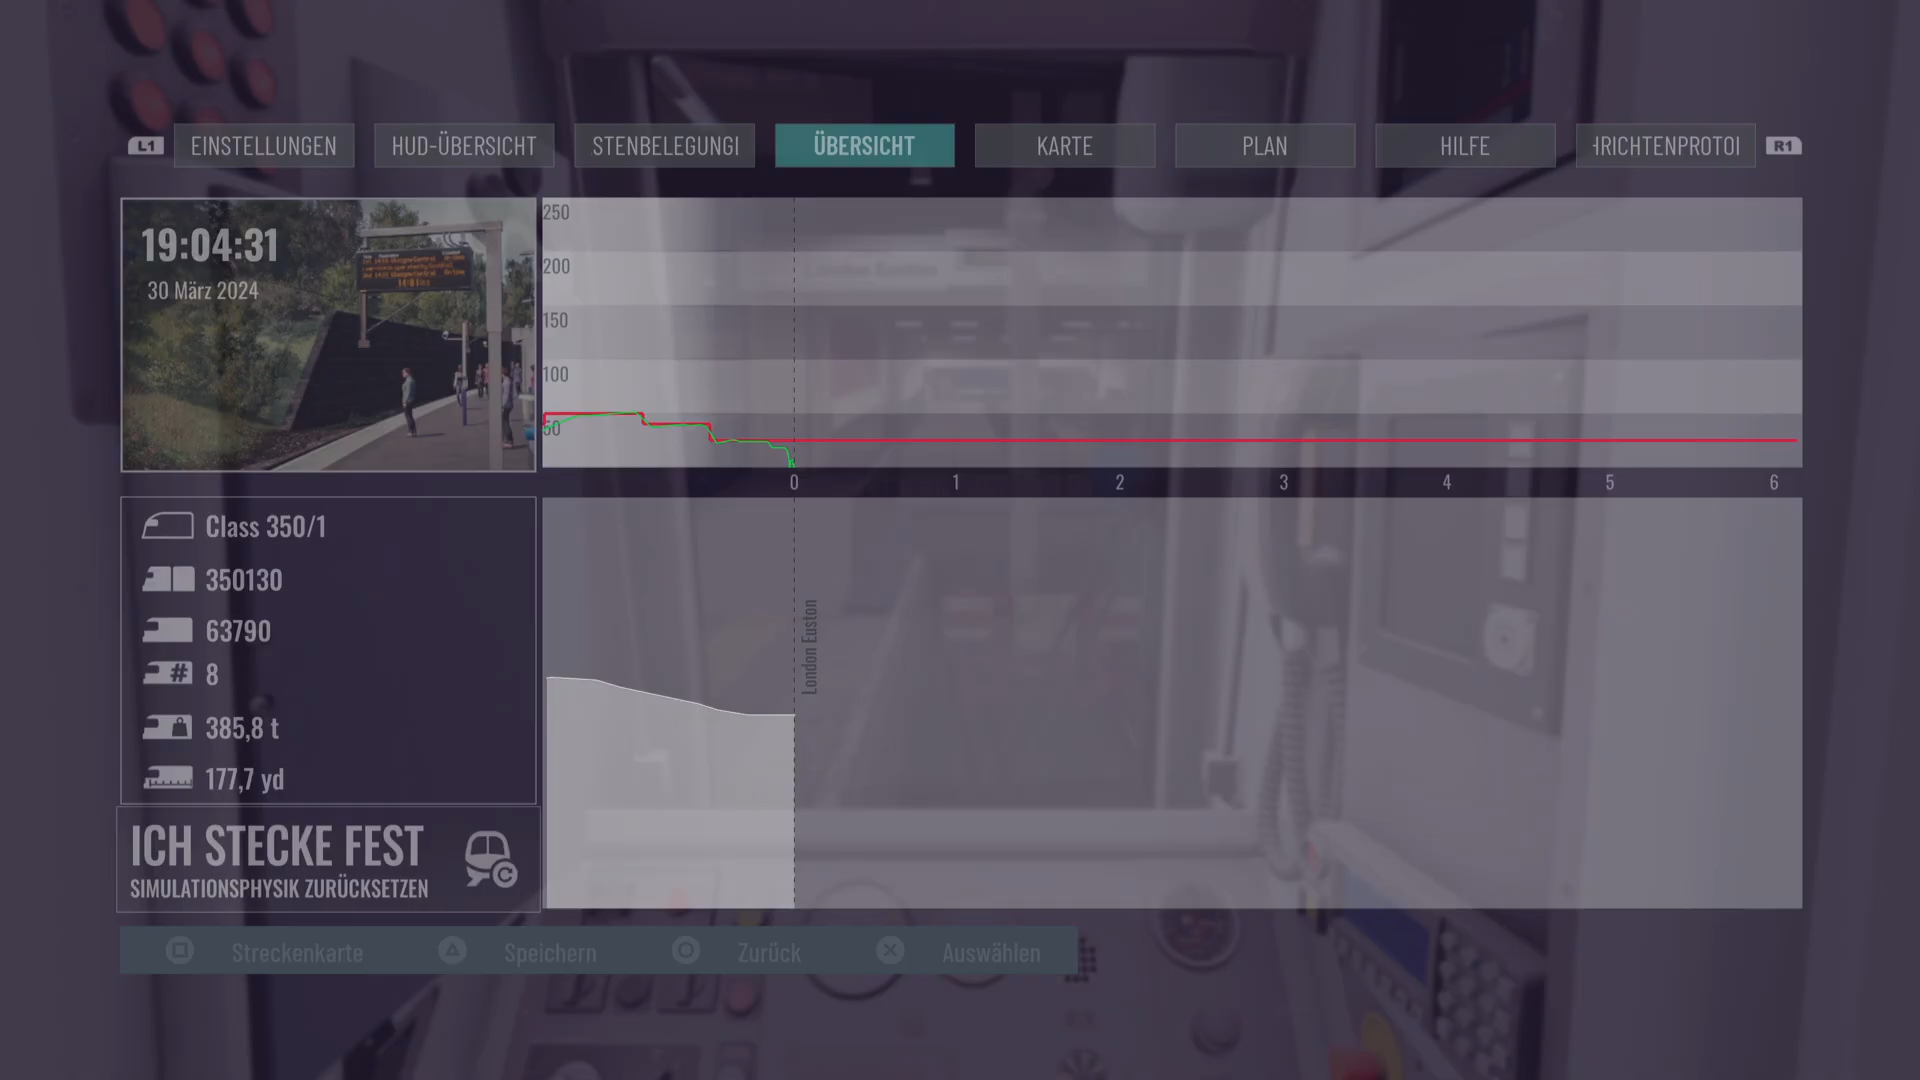 L1
EINSTELLUNGEN
HUD-ÜBERSICHT
STENBELEGUNGI
ÜBERSICHT
KARTE
PLAN
HILFE
HRICHTENPROTOI
R1
19:04:31
30 März 2024
250
200
150
100
50
0
1
2
3
4
5
6
Class 350/1
350130
63790
# 8
385,8 t
177,7 yd
London Euston
ICH STECKE FEST
SIMULATIONSPHYSIK ZURÜCKSETZEN
C
Streckenkarte
Speichern
Zurück
Auswählen